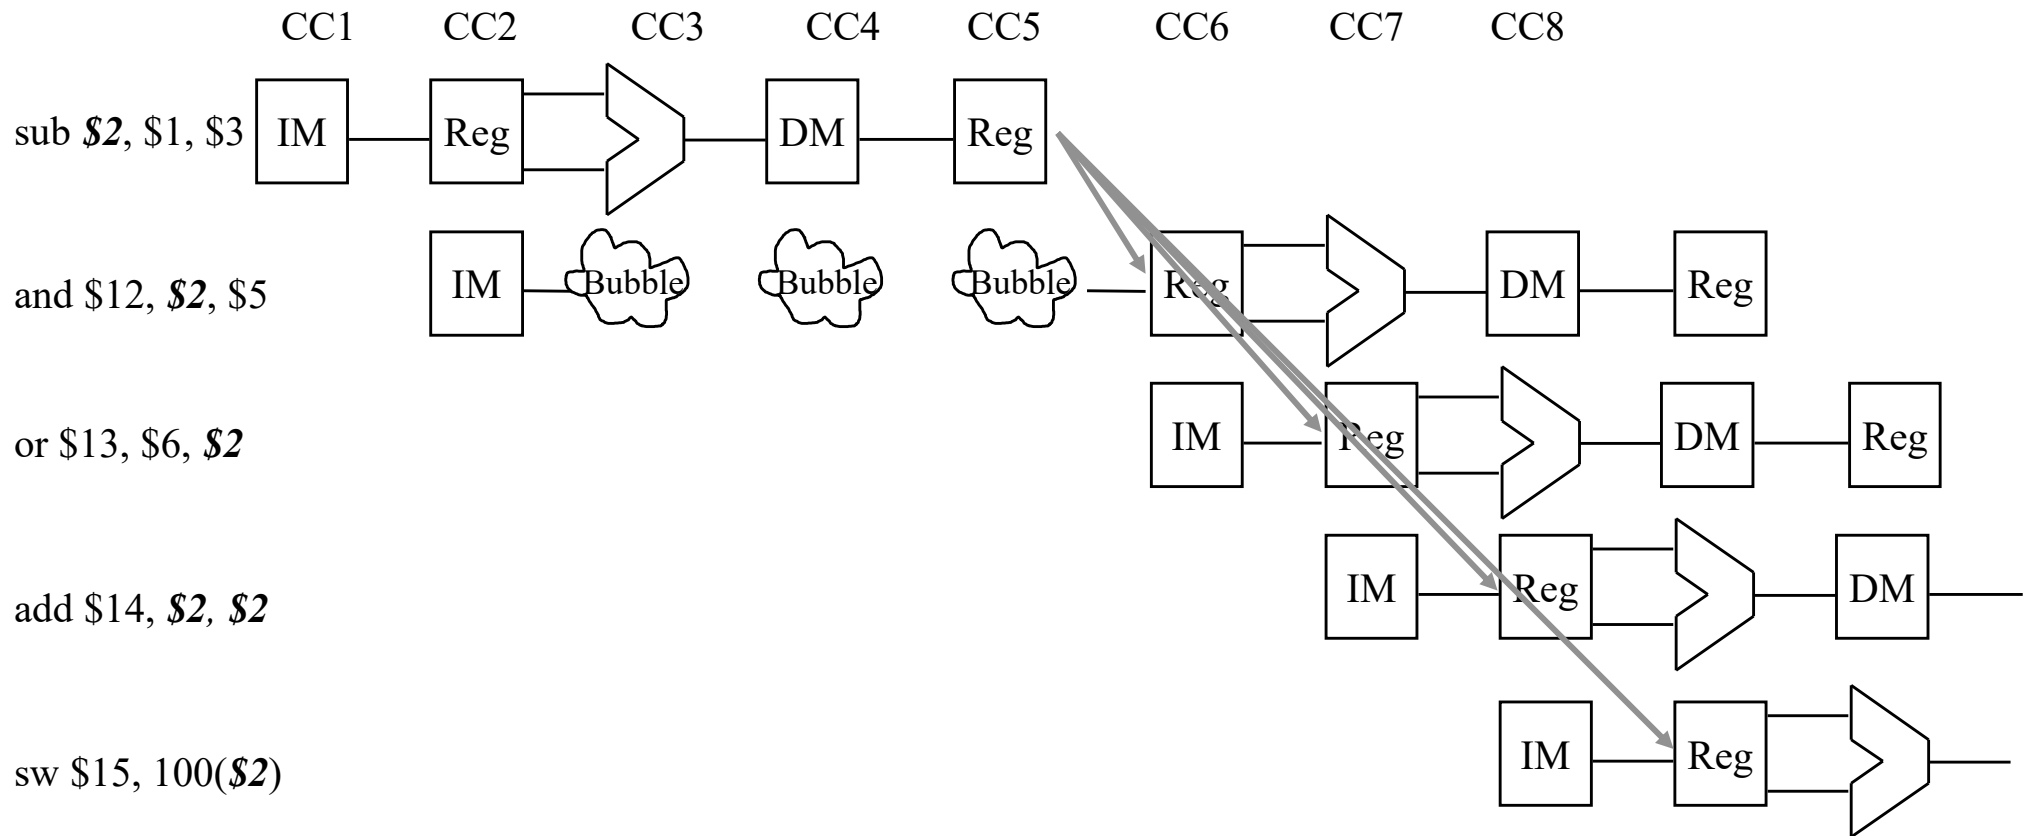 CC1 CC2 CC3 CC4 CC5 CC6 CC7 CC8
sub $2, $1, $3 IM Reg DM Reg
and $12, $2, $5 IM Bubble Bubble Bubble Reg DM Reg
or $13, $6, $2 IM Reg DM Reg
add $14, $2, $2 IM Reg DM
sw $15, 100($2) IM Reg